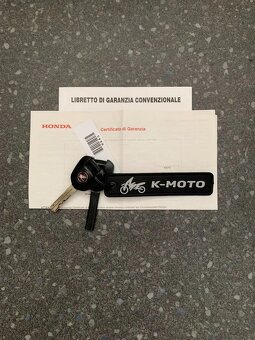 LIBRETTO DI GARANZIA CONVENZIONALE
HONDA
Certificato di Garanzia
K-MOTO